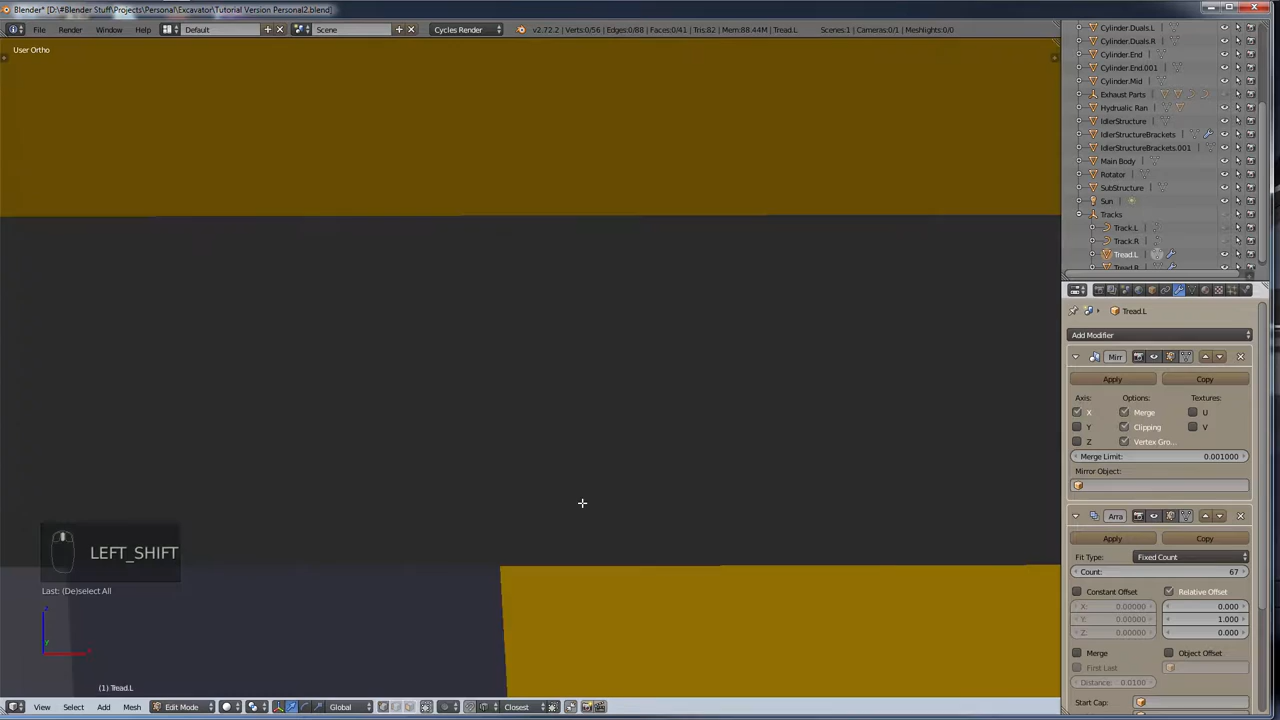 Blender* [D:\#Blender Stuff\Projects\Personal\Excavator\Tutorial Version Personal2.blend]
File Render Window Help Default Scene Cycles Render v2.72.2 | Verts:0/56 | Edges:0/88 | Faces:0/41 | Tris:82 | Mem:88.44M | Tread.L Scenes:1 | Cameras:0/1 | Meshlights:0/0
User Ortho
Cylinder.Duals.L
Cylinder.Duals.R
Cylinder.End
Cylinder.End.001
Cylinder.Mid
Exhaust Parts
Hydrualic Ran
IdlerStructure
IdlerStructureBrackets
IdlerStructureBrackets.001
Main Body
Rotator
SubStructure
Sun
Tracks
Track.L
Track.R
Tread.L
Tread.R
Tread.L
Add Modifier
Mirr
Apply Copy
Axis: Options: Textures:
X Merge U
Y Clipping V
Z Vertex Gro...
Merge Limit: 0.001000
Mirror Object:
Arra
Apply Copy
Fit Type: Fixed Count
Count: 67
Constant Offset Relative Offset
X: 0.00000 0.000
Y: 1.00000 1.000
Z: 0.00000 0.000
Merge Object Offset
First Last
Distance: 0.0100
Start Cap:
LEFT_SHIFT
Last: (De)select All
z
y
x
(1) Tread.L
View Select Add Mesh Edit Mode Global Closest